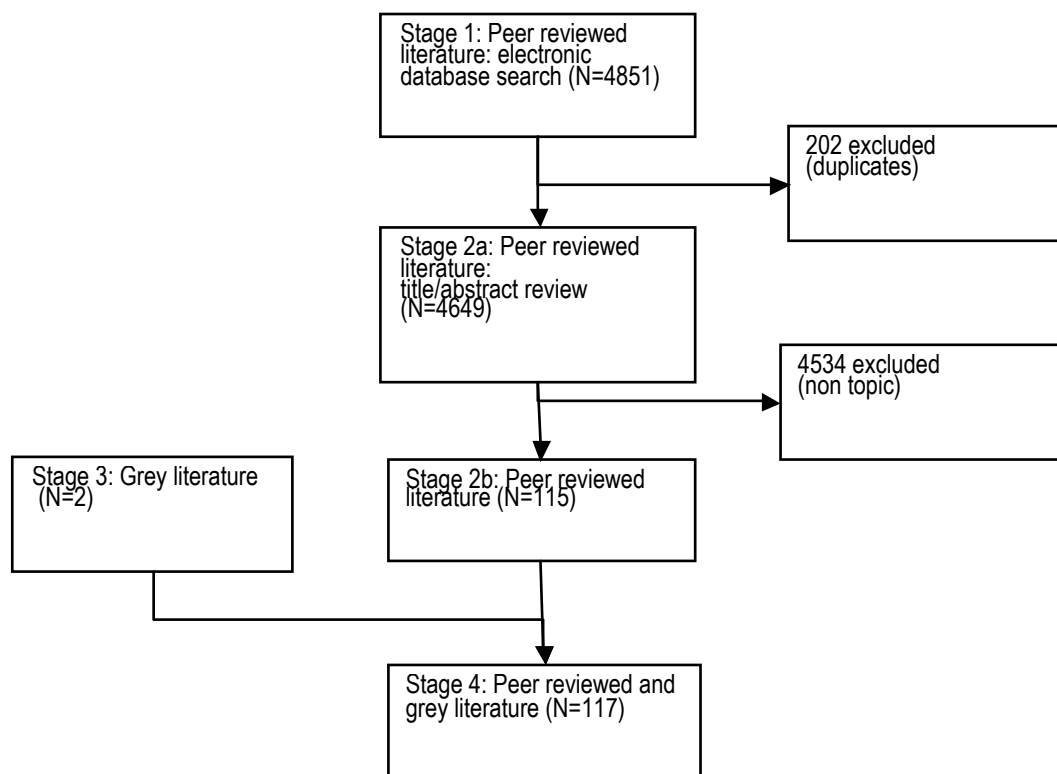 Stage 1: Peer reviewed
literature: electronic
database search (N=4851)
202 excluded
(duplicates)
Stage 2a: Peer reviewed
literature:
title/abstract review
(N=4649)
4534 excluded
(non topic)
Stage 3: Grey literature
(N=2)
Stage 2b: Peer reviewed
literature (N=115)
Stage 4: Peer reviewed and
grey literature (N=117)